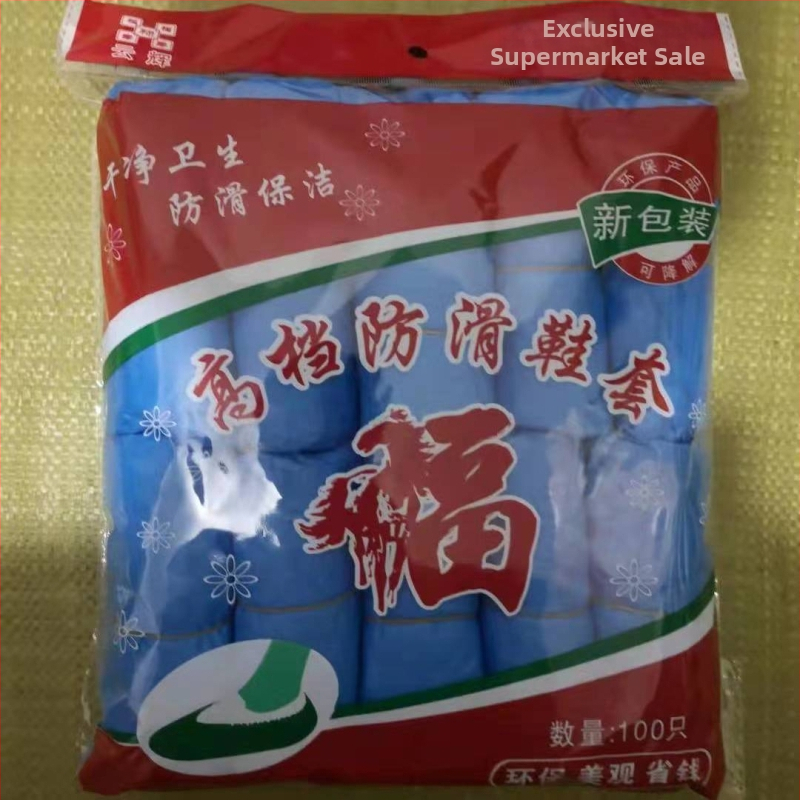 云辉
Exclusive
Supermarket Sale
干净卫生
防滑保洁
环保产品
新包装
可降解
高档防滑鞋套
福
数量:100只
环保 美观 省钱